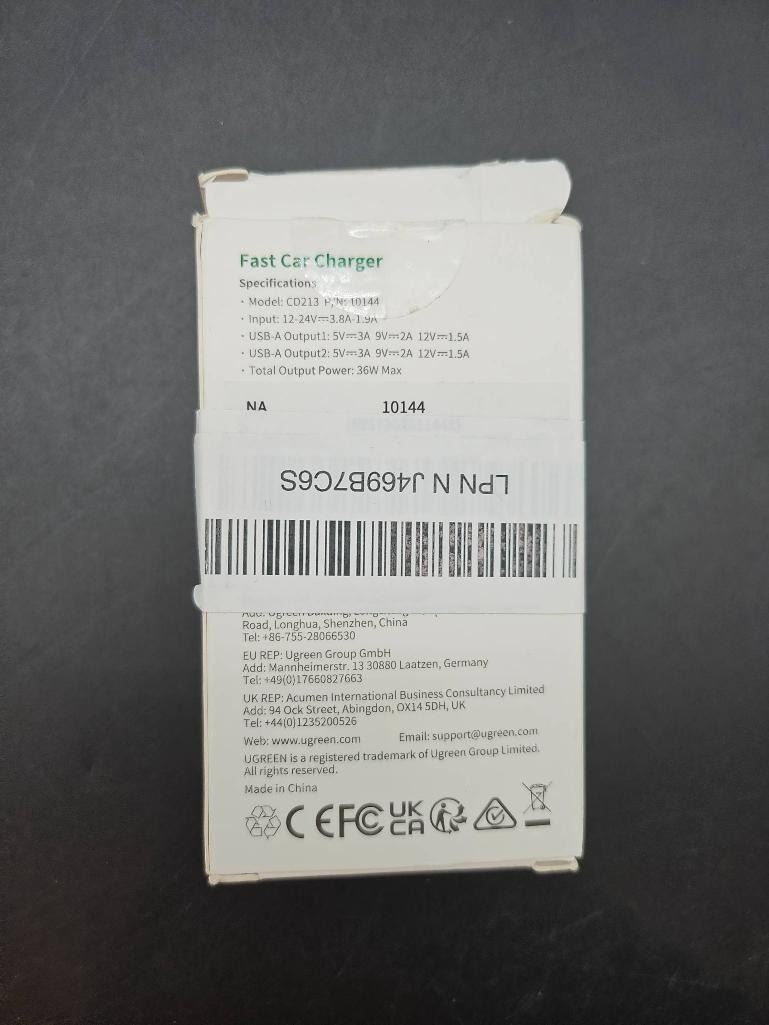 Fast Car Charger
Specifications
· Model: CD213 P/N: 10144
· Input: 12-24V⎓3.8A-1.9A
· USB-A Output1: 5V⎓3A 9V⎓2A 12V⎓1.5A
· USB-A Output2: 5V⎓3A 9V⎓2A 12V⎓1.5A
· Total Output Power: 36W Max
NA 10144
LPN N J469B7C6S
Add: Ugreen Building,
Road, Longhua, Shenzhen, China
Tel: +86-755-28066530
EU REP: Ugreen Group GmbH
Add: Mannheimerstr. 13 30880 Laatzen, Germany
Tel: +49(0)17660827663
UK REP: Acumen International Business Consultancy Limited
Add: 94 Ock Street, Abingdon, OX14 5DH, UK
Tel: +44(0)1235200526
Web: www.ugreen.com Email: support@ugreen.com
UGREEN is a registered trademark of Ugreen Group Limited.
All rights reserved.
Made in China
CE FC UK
CA